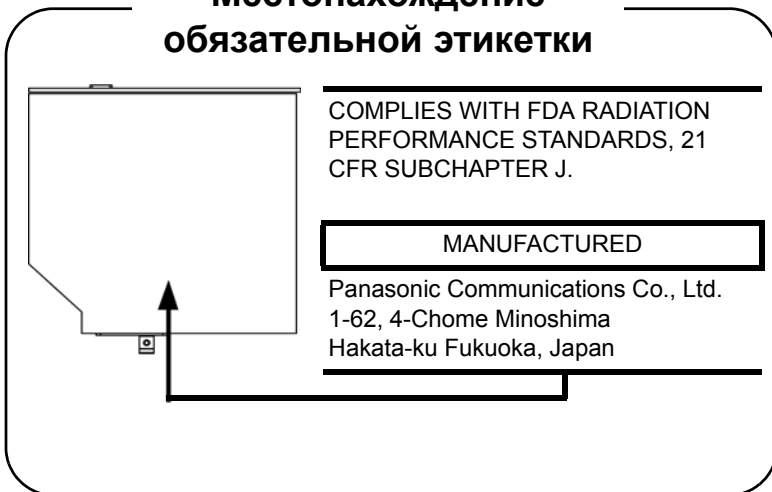 Местонахождение
обязательной этикетки
COMPLIES WITH FDA RADIATION
PERFORMANCE STANDARDS, 21
CFR SUBCHAPTER J.
MANUFACTURED
Panasonic Communications Co., Ltd.
1-62, 4-Chome Minoshima
Hakata-ku Fukuoka, Japan